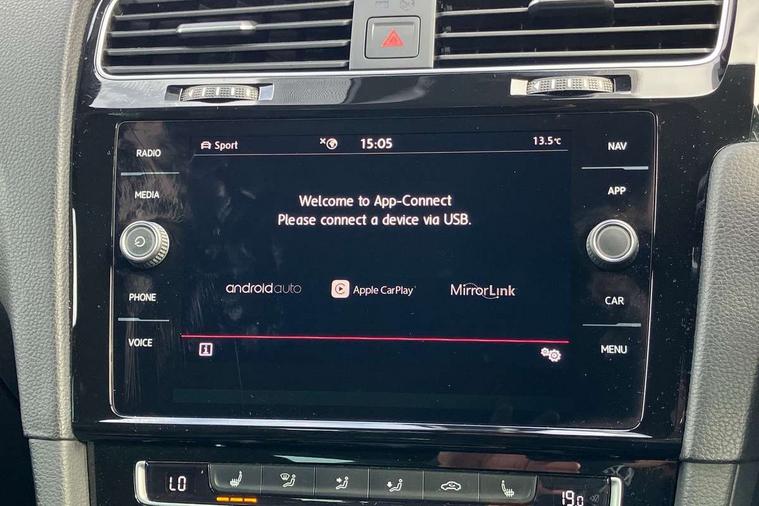 RADIO
MEDIA
PHONE
VOICE
Sport
15:05
13.5°C
Welcome to App-Connect
Please connect a device via USB.
androidauto
Apple CarPlay
MirrorLink
NAV
APP
CAR
MENU
LO
19.0